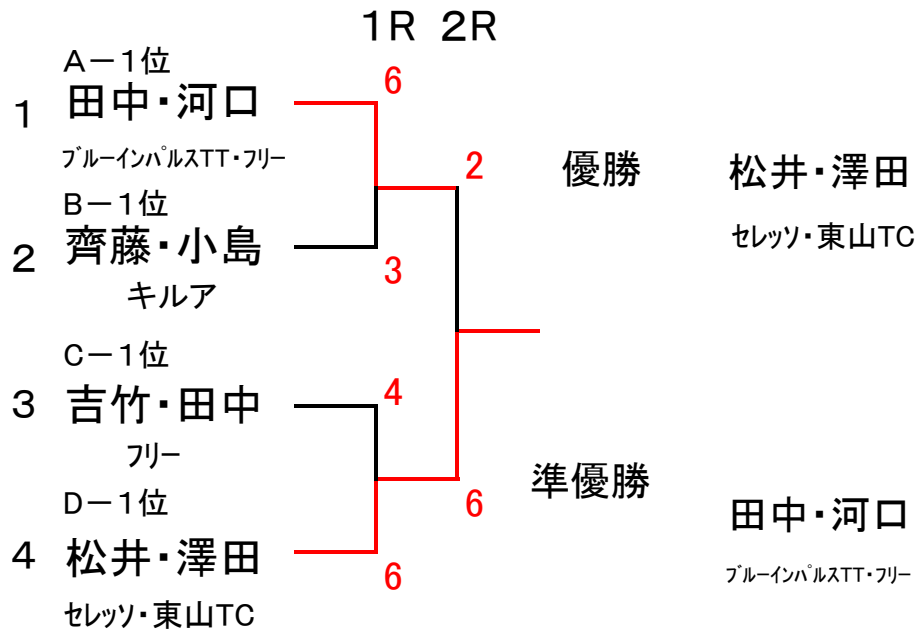 1R 2R
A－1位
6
1 田中・河口
ブルーインパルスTT・フリー
2 優勝 松井・澤田
B－1位
セレッソ・東山TC
2 齊藤・小島
3
キルア
C－1位
4
3 吉竹・田中
フリー
準優勝
D－1位
6
田中・河口
4 松井・澤田
6
ブルーインパルスTT・フリー
セレッソ・東山TC